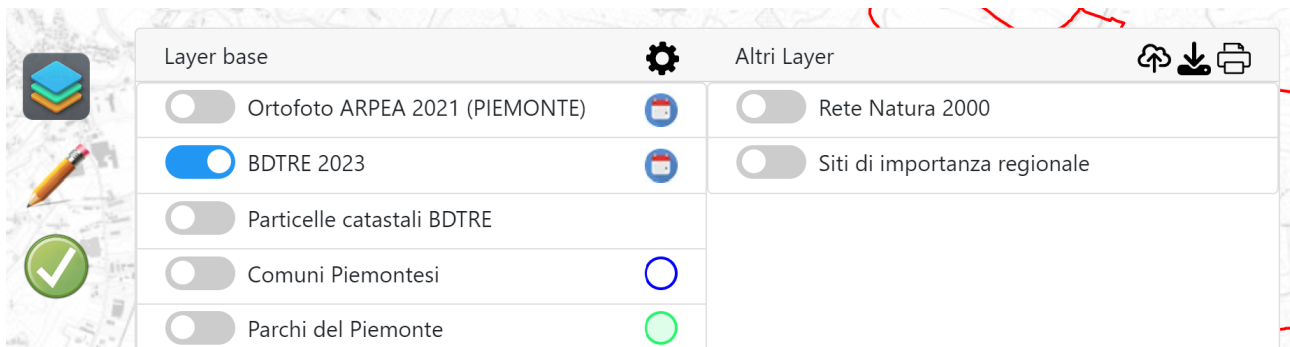 Layer base
Altri Layer
Ortofoto ARPEA 2021 (PIEMONTE)
Rete Natura 2000
BDTRE 2023
Siti di importanza regionale
Particelle catastali BDTRE
Comuni Piemontesi
Parchi del Piemonte